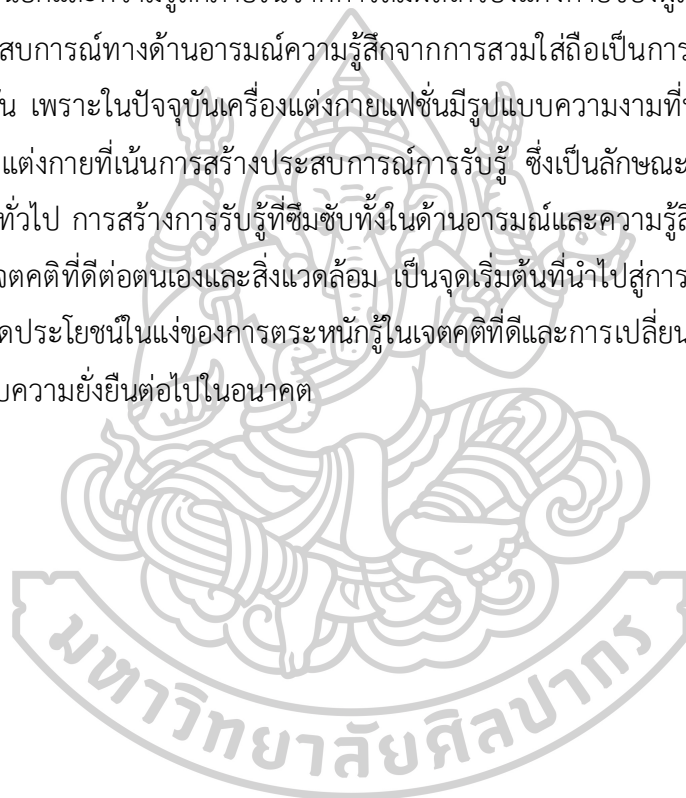 สบการณ์ทางด้านอารมณ์ความรู้สึกจากการสวมใส่ถือเป็นการ
น เพราะในปัจจุบันเครื่องแต่งกายแฟชั่นมีรูปแบบความงามที่
แต่งกายที่เน้นการสร้างประสบการณ์การรับรู้ ซึ่งเป็นลักษณะ
ทั่วไป การสร้างการรับรู้ที่ซึมซับทั้งในด้านอารมณ์และความรู้สึ
จตคติที่ดีต่อตนเองและสิ่งแวดล้อม เป็นจุดเริ่มต้นที่นำไปสู่การ
ดประโยชน์ในแง่ของการตระหนักรู้ในเจตคติที่ดีและการเปลี่ยน
บความยั่งยืนต่อไปในอนาคต
มหาวิทยาลัยศิลปากร